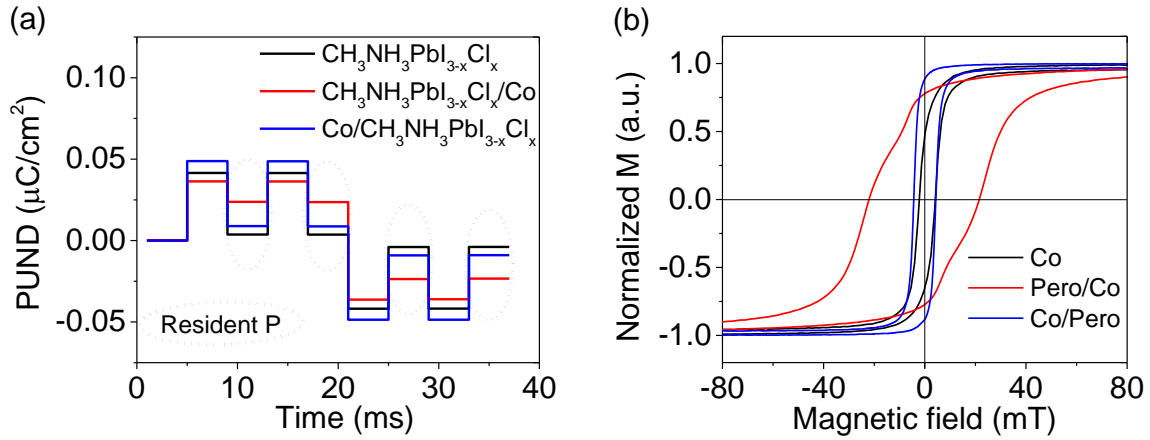 (a)
CH₃NH₃PbI₃₋ₓClₓ
CH₃NH₃PbI₃₋ₓClₓ/Co
Co/CH₃NH₃PbI₃₋ₓClₓ
Resident P
PUND (μC/cm²)
0.10
0.05
0.00
-0.05
0 10 20 30 40
Time (ms)
(b)
Co
Pero/Co
Co/Pero
Normalized M (a.u.)
1.0
0.5
0.0
-0.5
-1.0
-80 -40 0 40 80
Magnetic field (mT)